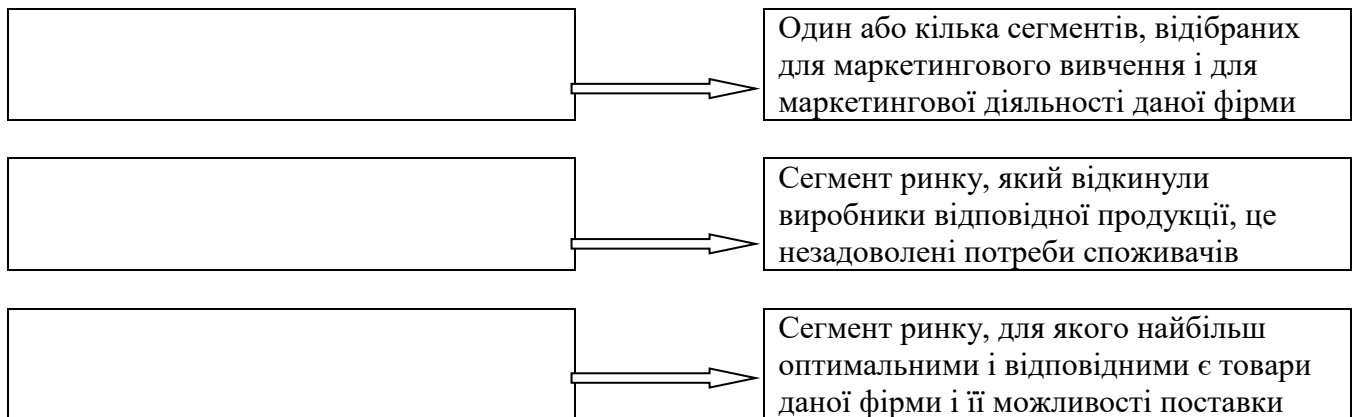 Один або кілька сегментів, відібраних
для маркетингового вивчення і для
маркетингової діяльності даної фірми
Сегмент ринку, який відкинули
виробники відповідної продукції, це
незадоволені потреби споживачів
Сегмент ринку, для якого найбільш
оптимальними і відповідними є товари
даної фірми і її можливості поставки